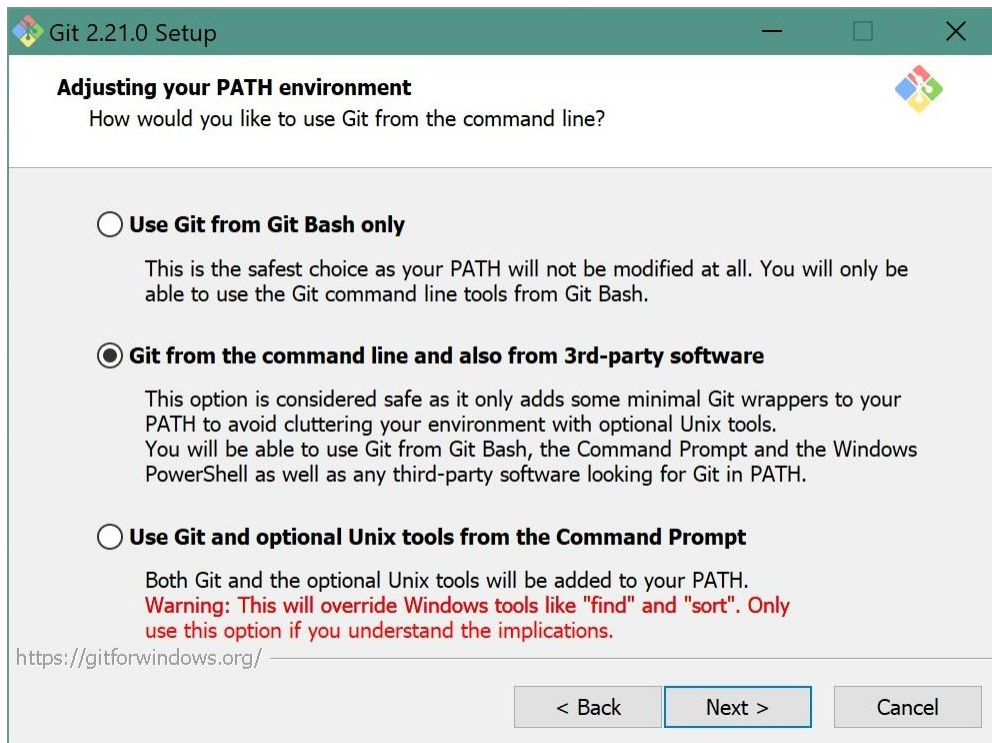 Git 2.21.0 Setup
Adjusting your PATH environment
How would you like to use Git from the command line?
Use Git from Git Bash only
This is the safest choice as your PATH will not be modified at all. You will only be
able to use the Git command line tools from Git Bash.
Git from the command line and also from 3rd-party software
This option is considered safe as it only adds some minimal Git wrappers to your
PATH to avoid cluttering your environment with optional Unix tools.
You will be able to use Git from Git Bash, the Command Prompt and the Windows
PowerShell as well as any third-party software looking for Git in PATH.
Use Git and optional Unix tools from the Command Prompt
Both Git and the optional Unix tools will be added to your PATH.
Warning: This will override Windows tools like "find" and "sort". Only
use this option if you understand the implications.
https://gitforwindows.org/
< Back
Next >
Cancel